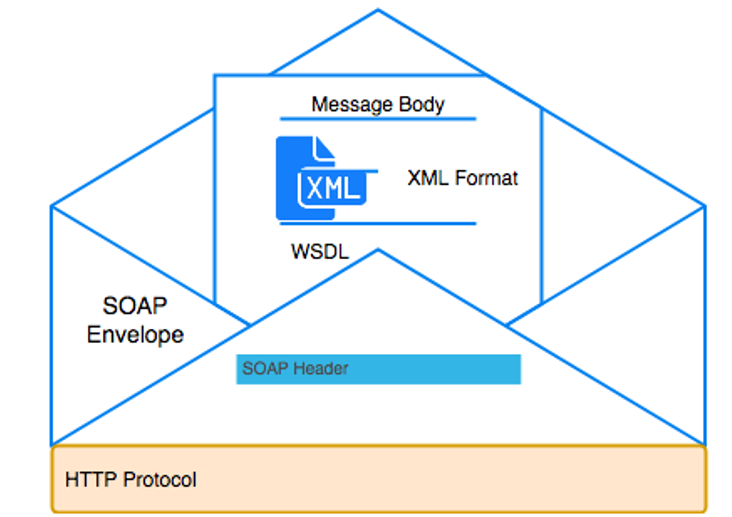 Message Body
XML
XML Format
WSDL
SOAP
Envelope
SOAP Header
HTTP Protocol